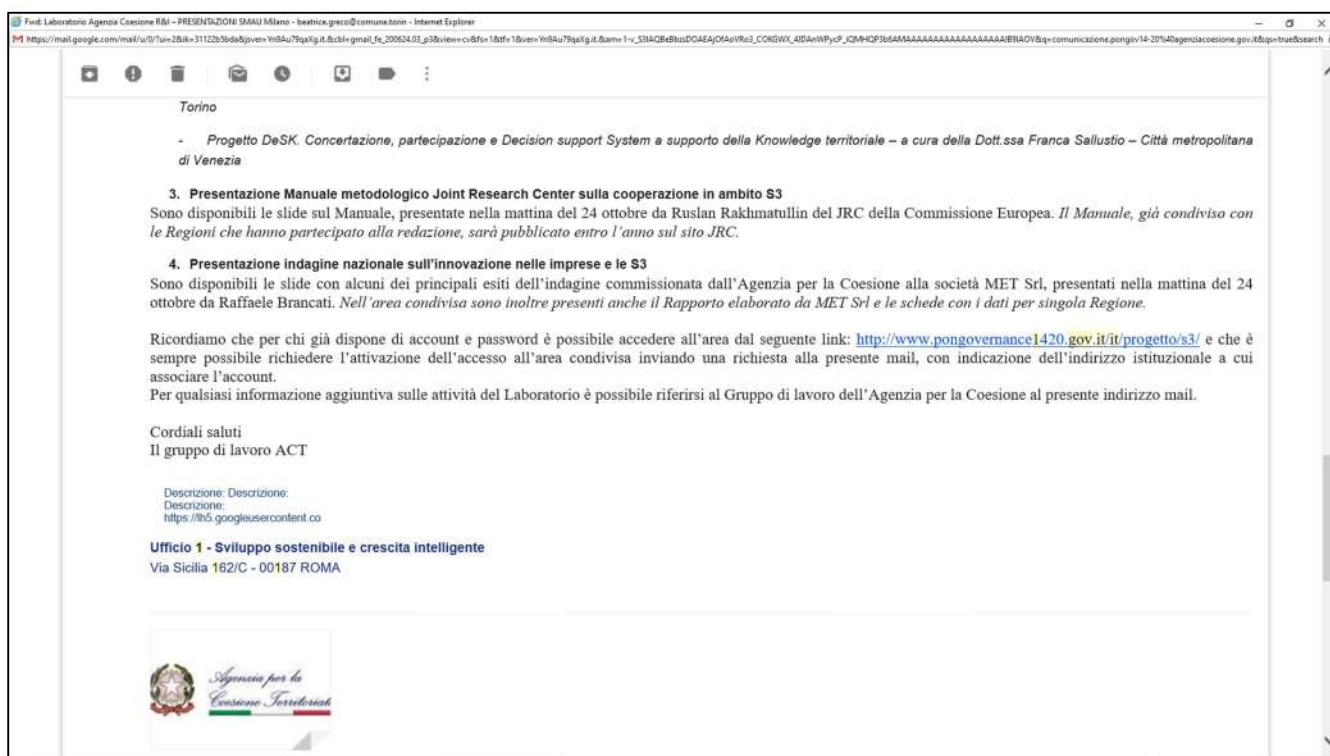 Fwd: Laboratorio Agenzia Coesione R&I – PRESENTAZIONI SMAU Milano - beatrice.greco@comune.torin - Internet Explorer
Torino
- Progetto DeSK. Concertazione, partecipazione e Decision support System a supporto della Knowledge territoriale – a cura della Dott.ssa Franca Sallustio – Città metropolitana
di Venezia
3. Presentazione Manuale metodologico Joint Research Center sulla cooperazione in ambito S3
Sono disponibili le slide sul Manuale, presentate nella mattina del 24 ottobre da Ruslan Rakhmatullin del JRC della Commissione Europea. Il Manuale, già condiviso con
le Regioni che hanno partecipato alla redazione, sarà pubblicato entro l'anno sul sito JRC.
4. Presentazione indagine nazionale sull'innovazione nelle imprese e le S3
Sono disponibili le slide con alcuni dei principali esiti dell'indagine commissionata dall'Agenzia per la Coesione alla società MET Srl, presentati nella mattina del 24
ottobre da Raffaele Brancati. Nell'area condivisa sono inoltre presenti anche il Rapporto elaborato da MET Srl e le schede con i dati per singola Regione.
Ricordiamo che per chi già dispone di account e password è possibile accedere all'area dal seguente link: http://www.pongovernance1420.gov.it/it/progetto/s3/ e che è
sempre possibile richiedere l'attivazione dell'accesso all'area condivisa inviando una richiesta alla presente mail, con indicazione dell'indirizzo istituzionale a cui
associare l'account.
Per qualsiasi informazione aggiuntiva sulle attività del Laboratorio è possibile riferirsi al Gruppo di lavoro dell'Agenzia per la Coesione al presente indirizzo mail.
Cordiali saluti
Il gruppo di lavoro ACT
Descrizione: Descrizione:
Descrizione:
https://lh5.googleusercontent.co
Ufficio 1 - Sviluppo sostenibile e crescita intelligente
Via Sicilia 162/C - 00187 ROMA
Agenzia per la
Coesione Territoriale